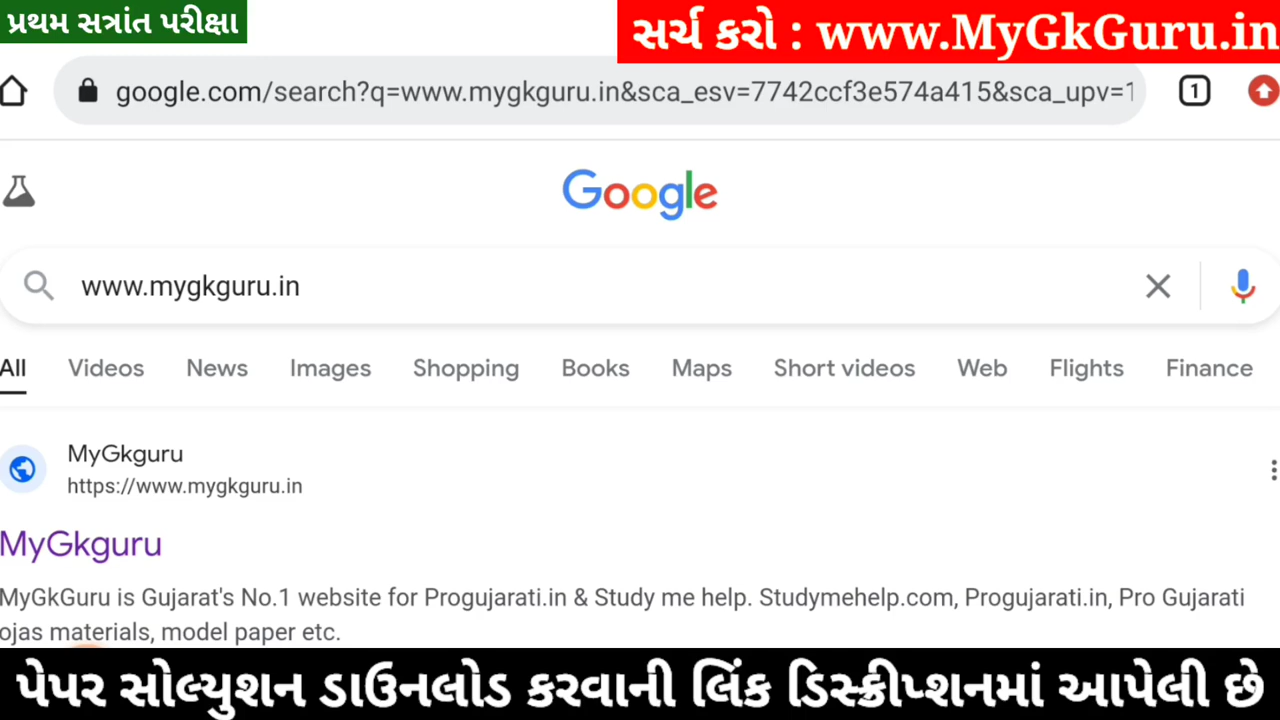 પ્રથમ સત્રાંત પરીક્ષા
સર્ચ કરો : www.MyGkGuru.in
google.com/search?q=www.mygkguru.in&sca_esv=7742ccf3e574a415&sca_upv=1
1
Google
www.mygkguru.in
All Videos News Images Shopping Books Maps Short videos Web Flights Finance
MyGkguru
https://www.mygkguru.in
MyGkguru
MyGkGuru is Gujarat's No.1 website for Progujarati.in & Study me help. Studymehelp.com, Progujarati.in, Pro Gujarati
ojas materials, model paper etc.
પેપર સોલ્યુશન ડાઉનલોડ કરવાની લિંક ડિસ્ક્રીપ્શનમાં આપેલી છે